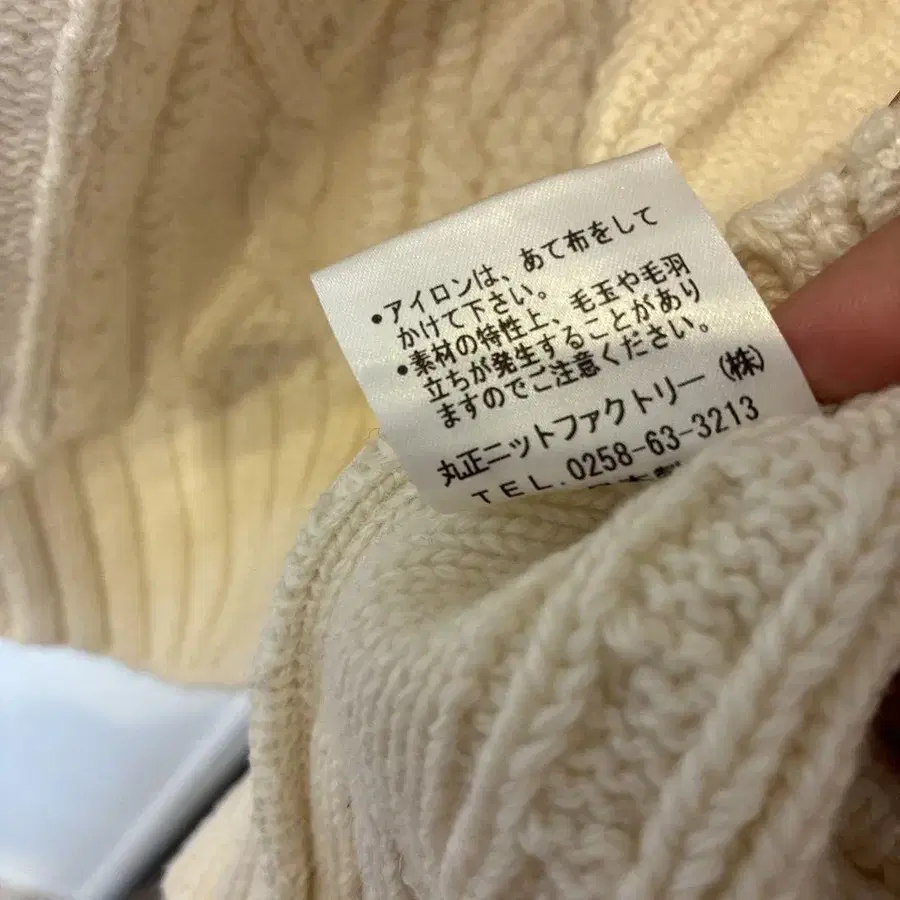 •アイロンは、あて布をして
かけて下さい。
•素材の特性上、毛玉や毛羽
立ちが発生することがあり
ますのでご注意ください。
丸正ニットファクトリー(株)
TEL.0258-63-3213